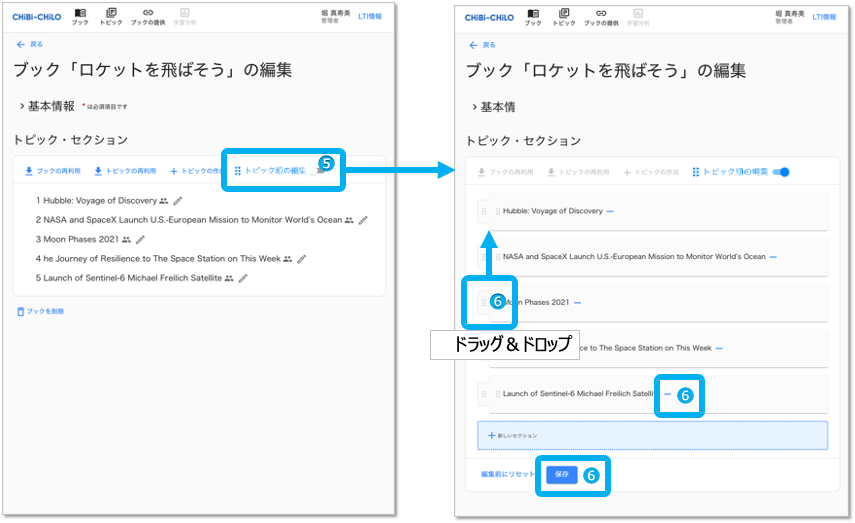 CHiBi-CHiLO
ブック
トピック
ブックの提供
学習分析
堀 真寿美
管理者
LTI情報
戻る
ブック「ロケットを飛ばそう」の編集
基本情報 * は必須項目です
トピック・セクション
ブックの再利用
トピックの再利用
トピックの作成
トピック順の編集
5
1 Hubble: Voyage of Discovery
2 NASA and SpaceX Launch U.S.-European Mission to Monitor World's Ocean
3 Moon Phases 2021
4 he Journey of Resilience to The Space Station on This Week
5 Launch of Sentinel-6 Michael Freilich Satellite
ブックを削除
CHiBi-CHiLO
ブック
トピック
ブックの提供
学習分析
堀 真寿美
管理者
LTI情報
戻る
ブック「ロケットを飛ばそう」の編集
基本情
トピック・セクション
ブックの再利用
トピックの再利用
トピックの作成
トピック順の編集
Hubble: Voyage of Discovery
NASA and SpaceX Launch U.S.-European Mission to Monitor World's Ocean
6
Moon Phases 2021
ドラッグ＆ドロップ
ce to The Space Station on This Week
Launch of Sentinel-6 Michael Freilich Satelli
6
新しいセクション
編集前にリセット
保存
6